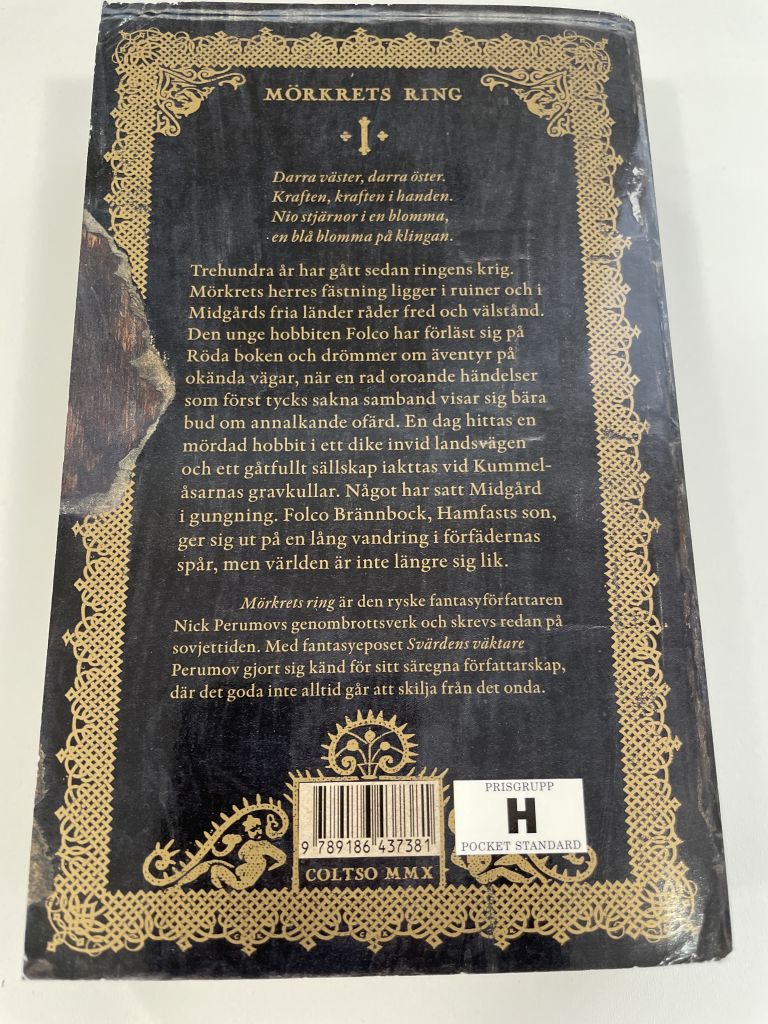 MÖRKRETS RING
I
Darra väster, darra öster.
Kraften, kraften i handen.
Nio stjärnor i en blomma,
en blå blomma på klingan.
Trehundra år har gått sedan ringens krig.
Mörkrets herres fästning ligger i ruiner och i
Midgårds fria länder råder fred och välstånd.
Den unge hobbiten Folco har förläst sig på
Röda boken och drömmer om äventyr på
okända vägar, när en rad oroande händelser
som först tycks sakna samband visar sig bära
bud om annalkande ofärd. En dag hittas en
mördad hobbit i ett dike invid landsvägen
och ett gåtfullt sällskap iakttas vid Kummel-
åsarnas gravkullar. Något har satt Midgård
i gungning. Folco Brännbock, Hamfasts son,
ger sig ut på en lång vandring i förfädernas
spår, men världen är inte längre sig lik.
Mörkrets ring är den ryske fantasyförfattaren
Nick Perumovs genombrottsverk och skrevs redan på
sovjettiden. Med fantasyeposet Svärdens väktare
Perumov gjort sig känd för sitt säregna författarskap,
där det goda inte alltid går att skilja från det onda.
9 789186 437381
COLTSO MMX
PRISGRUPP
H
POCKET STANDARD